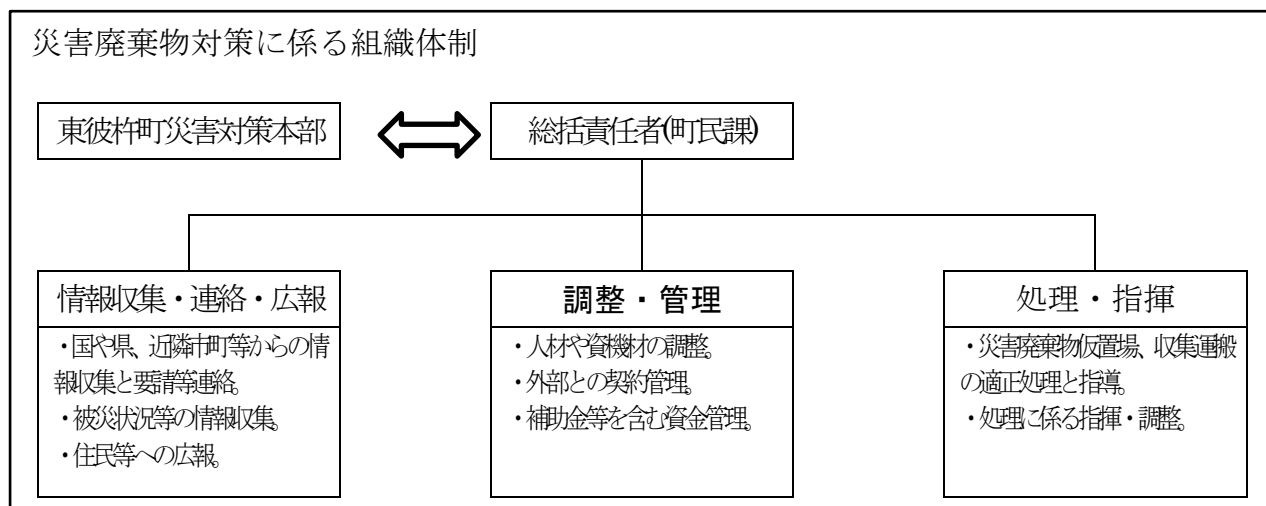 災害廃棄物対策に係る組織体制
東彼杵町災害対策本部
総括責任者(町民課)
情報収集・連絡・広報
・国や県、近隣市町等からの情
報収集と要請等連絡。
・被災状況等の情報収集。
・住民等への広報。
調整・管理
・人材や資機材の調整。
・外部との契約管理。
・補助金等を含む資金管理。
処理・指揮
・災害廃棄物仮置場、収集運搬
の適正処理と指導。
・処理に係る指揮・調整。